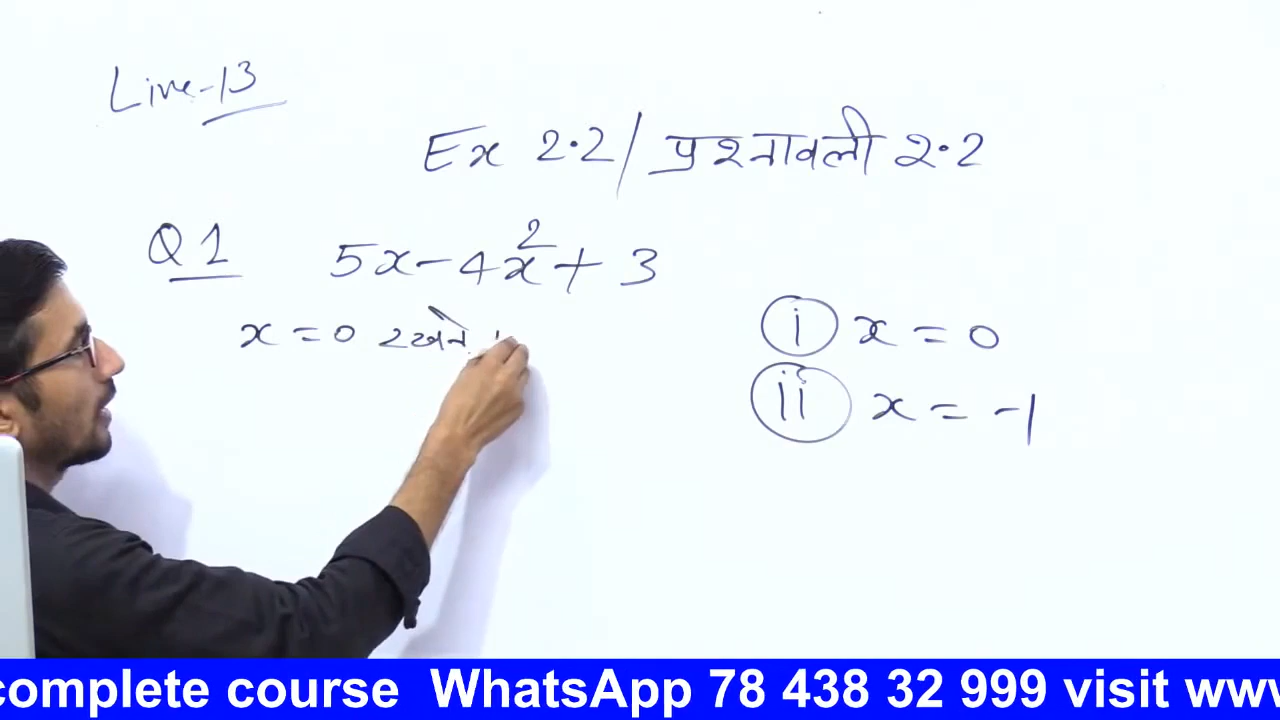 Live-13
Ex 2.2/ प्रश्नावली 2.2
Q1 5x-4x²+3
x=0 रखने
i x=0
ii x=-1
complete course WhatsApp 78 438 32 999 visit www.